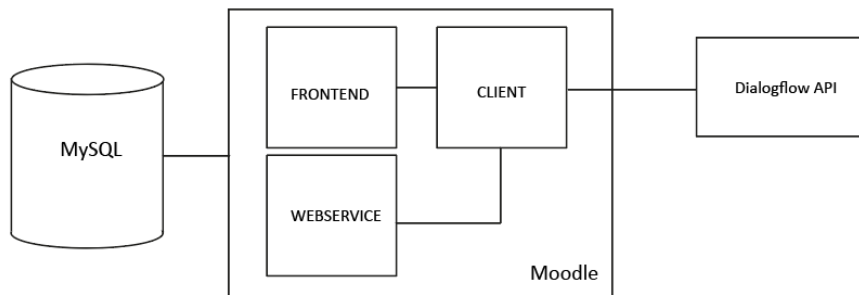 MySQL
FRONTEND
CLIENT
WEBSERVICE
Moodle
Dialogflow API